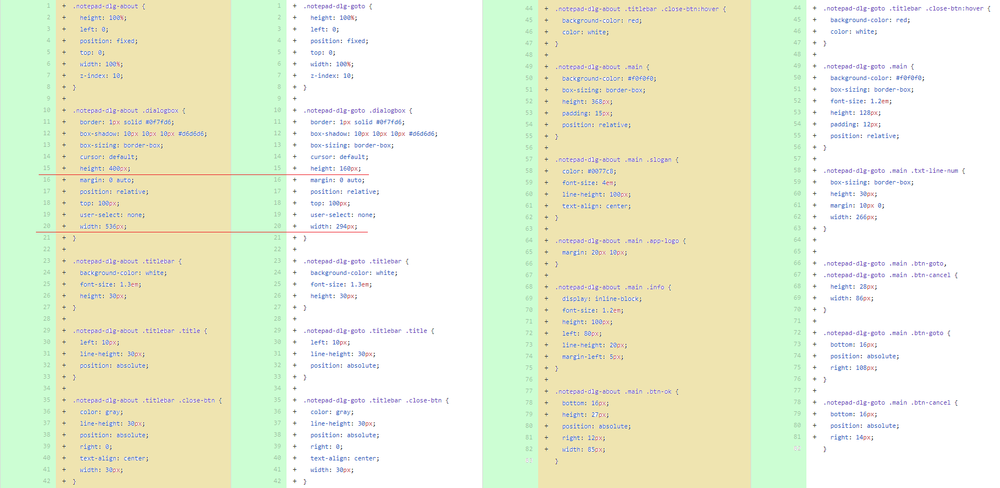 1 + .notepad-dlg-about {
2 + height: 100%;
3 + left: 0;
4 + position: fixed;
5 + top: 0;
6 + width: 100%;
7 + z-index: 10;
8 + }
9 +
10 + .notepad-dlg-about .dialogbox {
11 + border: 1px solid #0f7fd6;
12 + box-shadow: 10px 10px 10px #d6d6d6;
13 + box-sizing: border-box;
14 + cursor: default;
15 + height: 400px;
16 + margin: 0 auto;
17 + position: relative;
18 + top: 100px;
19 + user-select: none;
20 + width: 536px;
21 + }
22 +
23 + .notepad-dlg-about .titlebar {
24 + background-color: white;
25 + font-size: 1.3em;
26 + height: 30px;
27 + }
28 +
29 + .notepad-dlg-about .titlebar .title {
30 + left: 10px;
31 + line-height: 30px;
32 + position: absolute;
33 + }
34 +
35 + .notepad-dlg-about .titlebar .close-btn {
36 + color: gray;
37 + line-height: 30px;
38 + position: absolute;
39 + right: 0;
40 + text-align: center;
41 + width: 30px;
42 + }
1 + .notepad-dlg-goto {
2 + height: 100%;
3 + left: 0;
4 + position: fixed;
5 + top: 0;
6 + width: 100%;
7 + z-index: 10;
8 + }
9 +
10 + .notepad-dlg-goto .dialogbox {
11 + border: 1px solid #0f7fd6;
12 + box-shadow: 10px 10px 10px #d6d6d6;
13 + box-sizing: border-box;
14 + cursor: default;
15 + height: 160px;
16 + margin: 0 auto;
17 + position: relative;
18 + top: 100px;
19 + user-select: none;
20 + width: 294px;
21 + }
22 +
23 + .notepad-dlg-goto .titlebar {
24 + background-color: white;
25 + font-size: 1.3em;
26 + height: 30px;
27 + }
28 +
29 + .notepad-dlg-goto .titlebar .title {
30 + left: 10px;
31 + line-height: 30px;
32 + position: absolute;
33 + }
34 +
35 + .notepad-dlg-goto .titlebar .close-btn {
36 + color: gray;
37 + line-height: 30px;
38 + position: absolute;
39 + right: 0;
40 + text-align: center;
41 + width: 30px;
42 + }
44 + .notepad-dlg-about .titlebar .close-btn:hover {
45 + background-color: red;
46 + color: white;
47 + }
48 +
49 + .notepad-dlg-about .main {
50 + background-color: #f0f0f0;
51 + box-sizing: border-box;
52 + height: 368px;
53 + padding: 15px;
54 + position: relative;
55 + }
56 +
57 + .notepad-dlg-about .main .slogan {
58 + color: #0077c8;
59 + font-size: 4em;
60 + line-height: 100px;
61 + text-align: center;
62 + }
63 +
64 + .notepad-dlg-about .main .app-logo {
65 + margin: 20px 10px;
66 + }
67 +
68 + .notepad-dlg-about .main .info {
69 + display: inline-block;
70 + font-size: 1.2em;
71 + height: 100px;
72 + left: 80px;
73 + line-height: 20px;
74 + margin-left: 5px;
75 + }
76 +
77 + .notepad-dlg-about .main .btn-ok {
78 + bottom: 16px;
79 + height: 27px;
80 + position: absolute;
81 + right: 12px;
82 + width: 85px;
83 }
44 + .notepad-dlg-goto .titlebar .close-btn:hover {
45 + background-color: red;
46 + color: white;
47 + }
48 +
49 + .notepad-dlg-goto .main {
50 + background-color: #f0f0f0;
51 + box-sizing: border-box;
52 + font-size: 1.2em;
53 + height: 128px;
54 + padding: 12px;
55 + position: relative;
56 + }
57 +
58 + .notepad-dlg-goto .main .txt-line-num {
59 + box-sizing: border-box;
60 + height: 30px;
61 + margin: 10px 0;
62 + width: 266px;
63 + }
64 +
65 +
66 + .notepad-dlg-goto .main .btn-goto,
67 + .notepad-dlg-goto .main .btn-cancel {
68 + height: 28px;
69 + width: 86px;
70 + }
71 +
72 + .notepad-dlg-goto .main .btn-goto {
73 + bottom: 16px;
74 + position: absolute;
75 + right: 108px;
76 + }
77 +
78 + .notepad-dlg-goto .main .btn-cancel {
79 + bottom: 16px;
80 + position: absolute;
81 + right: 14px;
82 }